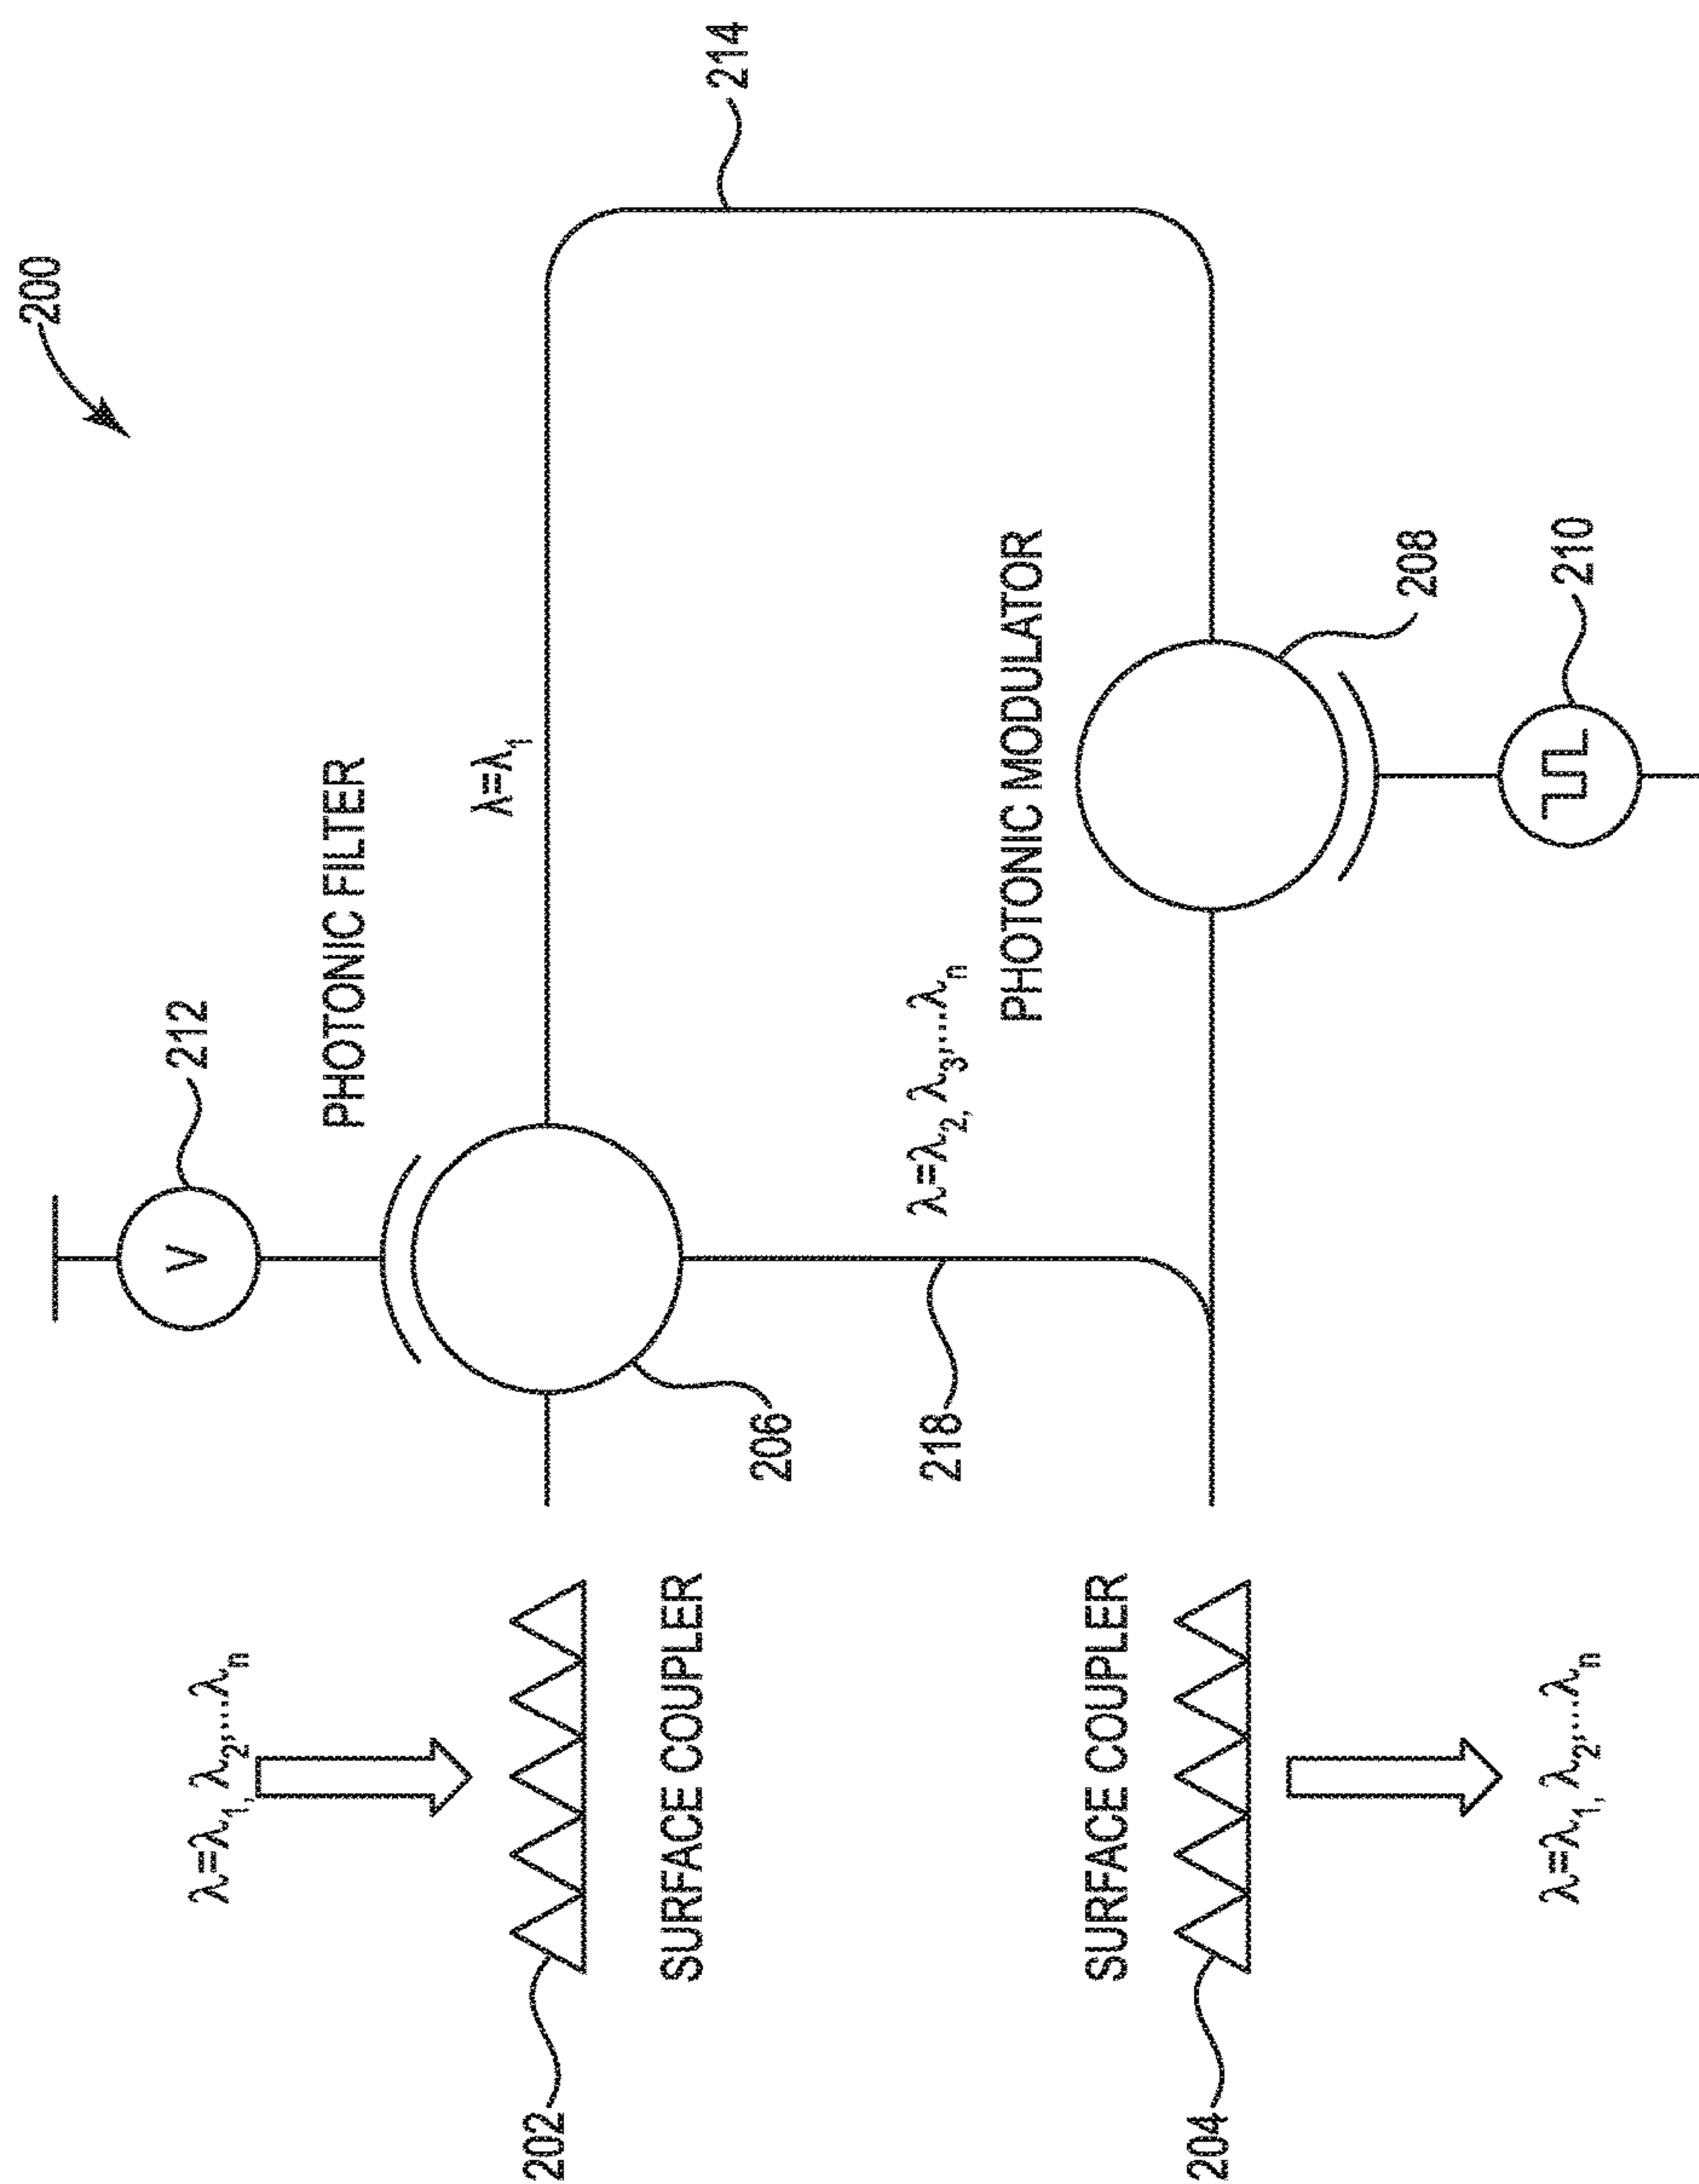 200
λ=λ₁, λ₂,...λₙ
V
212
PHOTONIC FILTER
λ=λ₁
202
SURFACE COUPLER
214
206
218
λ=λ₂, λ₃,...λₙ
PHOTONIC MODULATOR
SURFACE COUPLER
204
208
λ=λ₁, λ₂,...λₙ
210